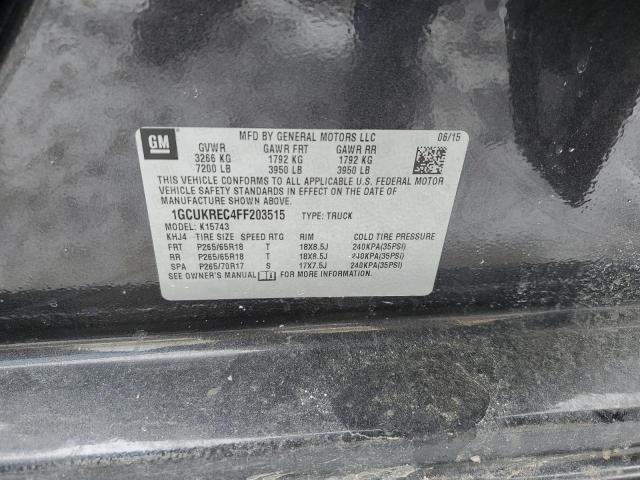 GM
MFD BY GENERAL MOTORS LLC 06/15
GVWR GAWR FRT GAWR RR
3266 KG 1792 KG 1792 KG
7200 LB 3950 LB 3950 LB
THIS VEHICLE CONFORMS TO ALL APPLICABLE U.S. FEDERAL MOTOR
VEHICLE SAFETY STANDARDS IN EFFECT ON THE DATE OF
MANUFACTURE SHOWN ABOVE.
1GCUKREC4FF203515 TYPE: TRUCK
MODEL: K15743
KHJ4 TIRE SIZE SPEED RTG RIM COLD TIRE PRESSURE
FRT P265/65R18 T 18X8.5J 240KPA(35PSI)
RR P265/65R18 T 18X8.5J 240KPA(35PSI)
SPA P265/70R17 S 17X7.5J 240KPA(35PSI)
SEE OWNER'S MANUAL FOR MORE INFORMATION.